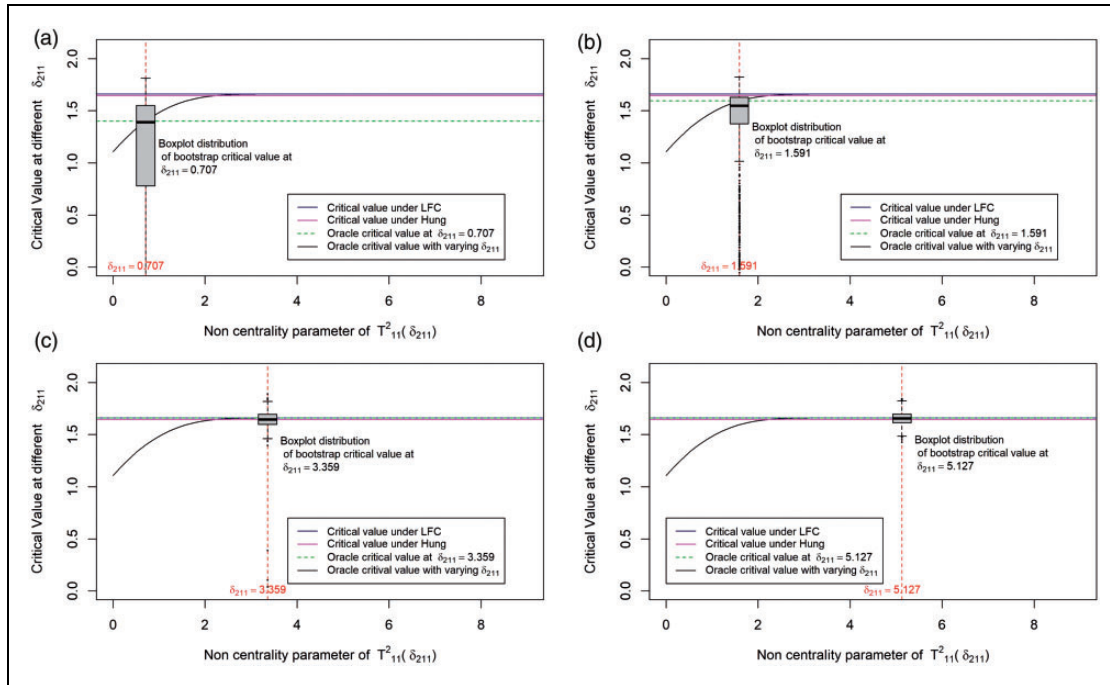 (a)
Critical Value at different δ211
2.0
1.5
1.0
0.5
0.0
Boxplot distribution
of bootstrap critical value at
δ211 = 0.707
Critical value under LFC
Critical value under Hung
Oracle critical value at δ211 = 0.707
Oracle critical value with varying δ211
δ211 = 0.707
0 2 4 6 8
Non centrality parameter of T²11(δ211)
(b)
Critical Value at different δ211
2.0
1.5
1.0
0.5
0.0
Boxplot distribution
of bootstrap critical value at
δ211 = 1.591
Critical value under LFC
Critical value under Hung
Oracle critical value at δ211 = 1.591
Oracle critical value with varying δ211
δ211 = 1.591
0 2 4 6 8
Non centrality parameter of T²11(δ211)
(c)
Critical Value at different δ211
2.0
1.5
1.0
0.5
0.0
Boxplot distribution
of bootstrap critical value at
δ211 = 3.359
Critical value under LFC
Critical value under Hung
Oracle critical value at δ211 = 3.359
Oracle critical value with varying δ211
δ211 = 3.359
0 2 4 6 8
Non centrality parameter of T²11(δ211)
(d)
Critical Value at different δ211
2.0
1.5
1.0
0.5
0.0
Boxplot distribution
of bootstrap critical value at
δ211 = 5.127
Critical value under LFC
Critical value under Hung
Oracle critical value at δ211 = 5.127
Oracle critical value with varying δ211
δ211 = 5.127
0 2 4 6 8
Non centrality parameter of T²11(δ211)